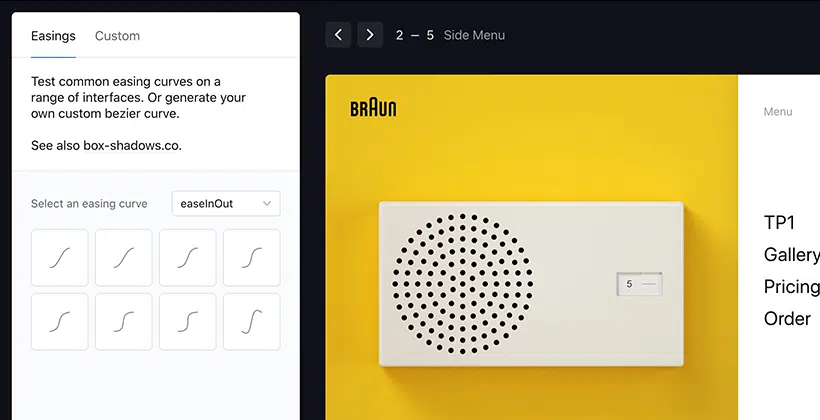 Easings Custom
Test common easing curves on a
range of interfaces. Or generate your
own custom bezier curve.
See also box-shadows.co.
Select an easing curve easeInOut
2 – 5 Side Menu
BRAUN
5
Menu
TP1
Gallery
Pricing
Order